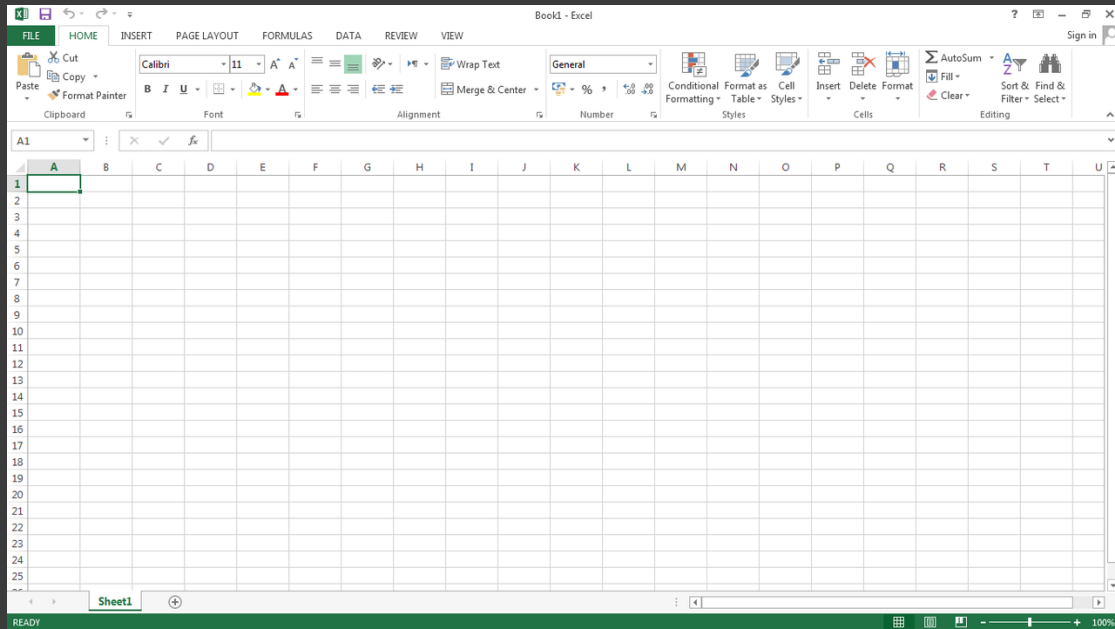 Book1 - Excel
?
FILE HOME INSERT PAGE LAYOUT FORMULAS DATA REVIEW VIEW
Sign in
Paste
Cut
Copy
Format Painter
Clipboard
Calibri 11
B I U
Font
Wrap Text
Merge & Center
Alignment
General
%
Number
Conditional Formatting
Format as Table
Cell Styles
Styles
Insert Delete Format
Cells
AutoSum
Fill
Clear
Sort & Filter
Find & Select
Editing
A1
fx
A B C D E F G H I J K L M N O P Q R S T U
1
2
3
4
5
6
7
8
9
10
11
12
13
14
15
16
17
18
19
20
21
22
23
24
25
Sheet1
READY
100%